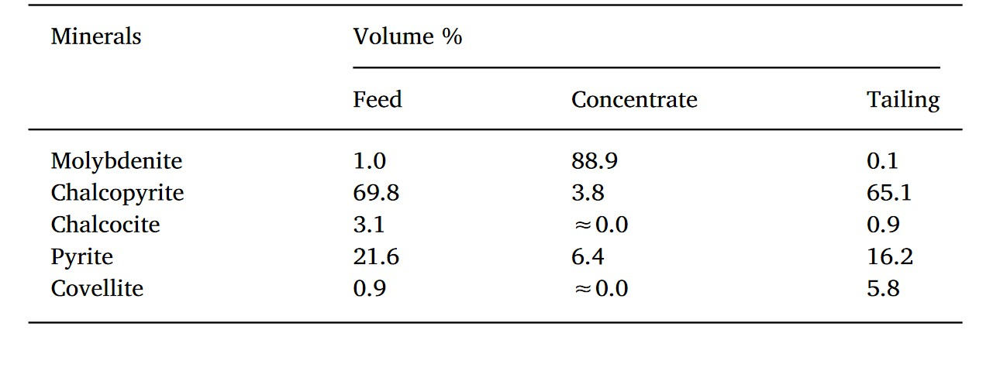 Minerals Volume %
Feed Concentrate Tailing
Molybdenite 1.0 88.9 0.1
Chalcopyrite 69.8 3.8 65.1
Chalcocite 3.1 ≈0.0 0.9
Pyrite 21.6 6.4 16.2
Covellite 0.9 ≈0.0 5.8